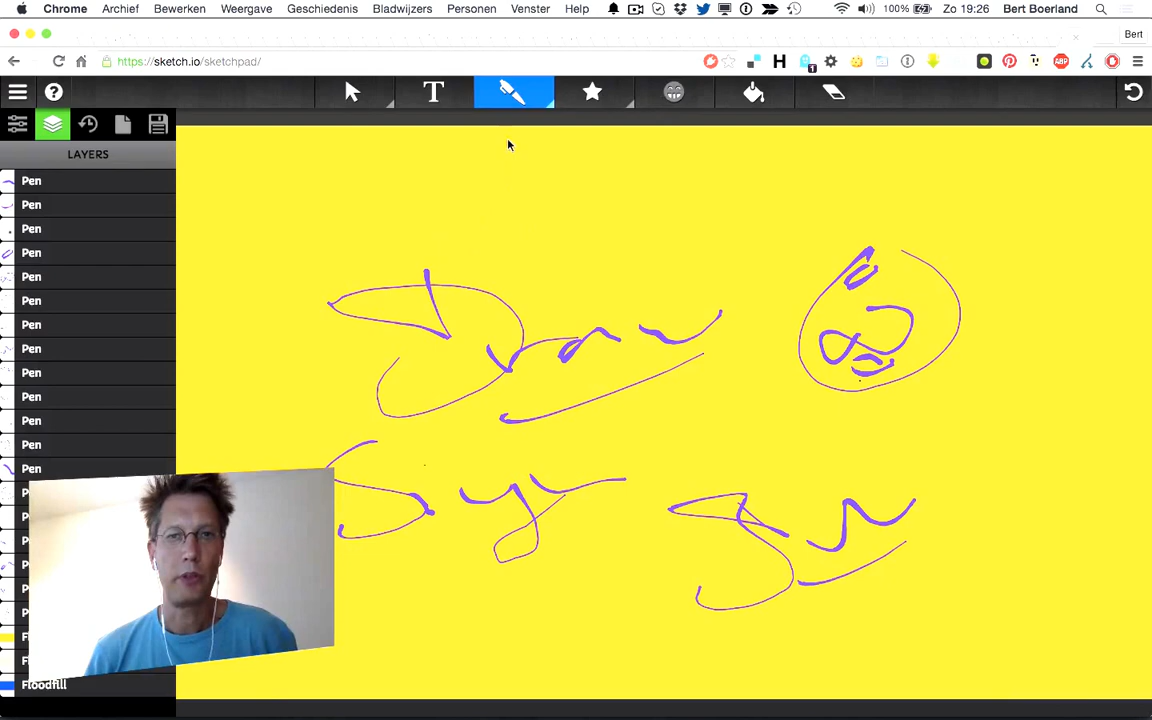 Chrome Archief Bewerken Weergave Geschiedenis Bladwijzers Personen Venster Help 100% Zo 19:26 Bert Boerland
Bert
https://sketch.io/sketchpad/
LAYERS
Pen
Pen
Pen
Pen
Pen
Pen
Pen
Pen
Pen
Pen
Pen
Pen
Pen
Floodfill